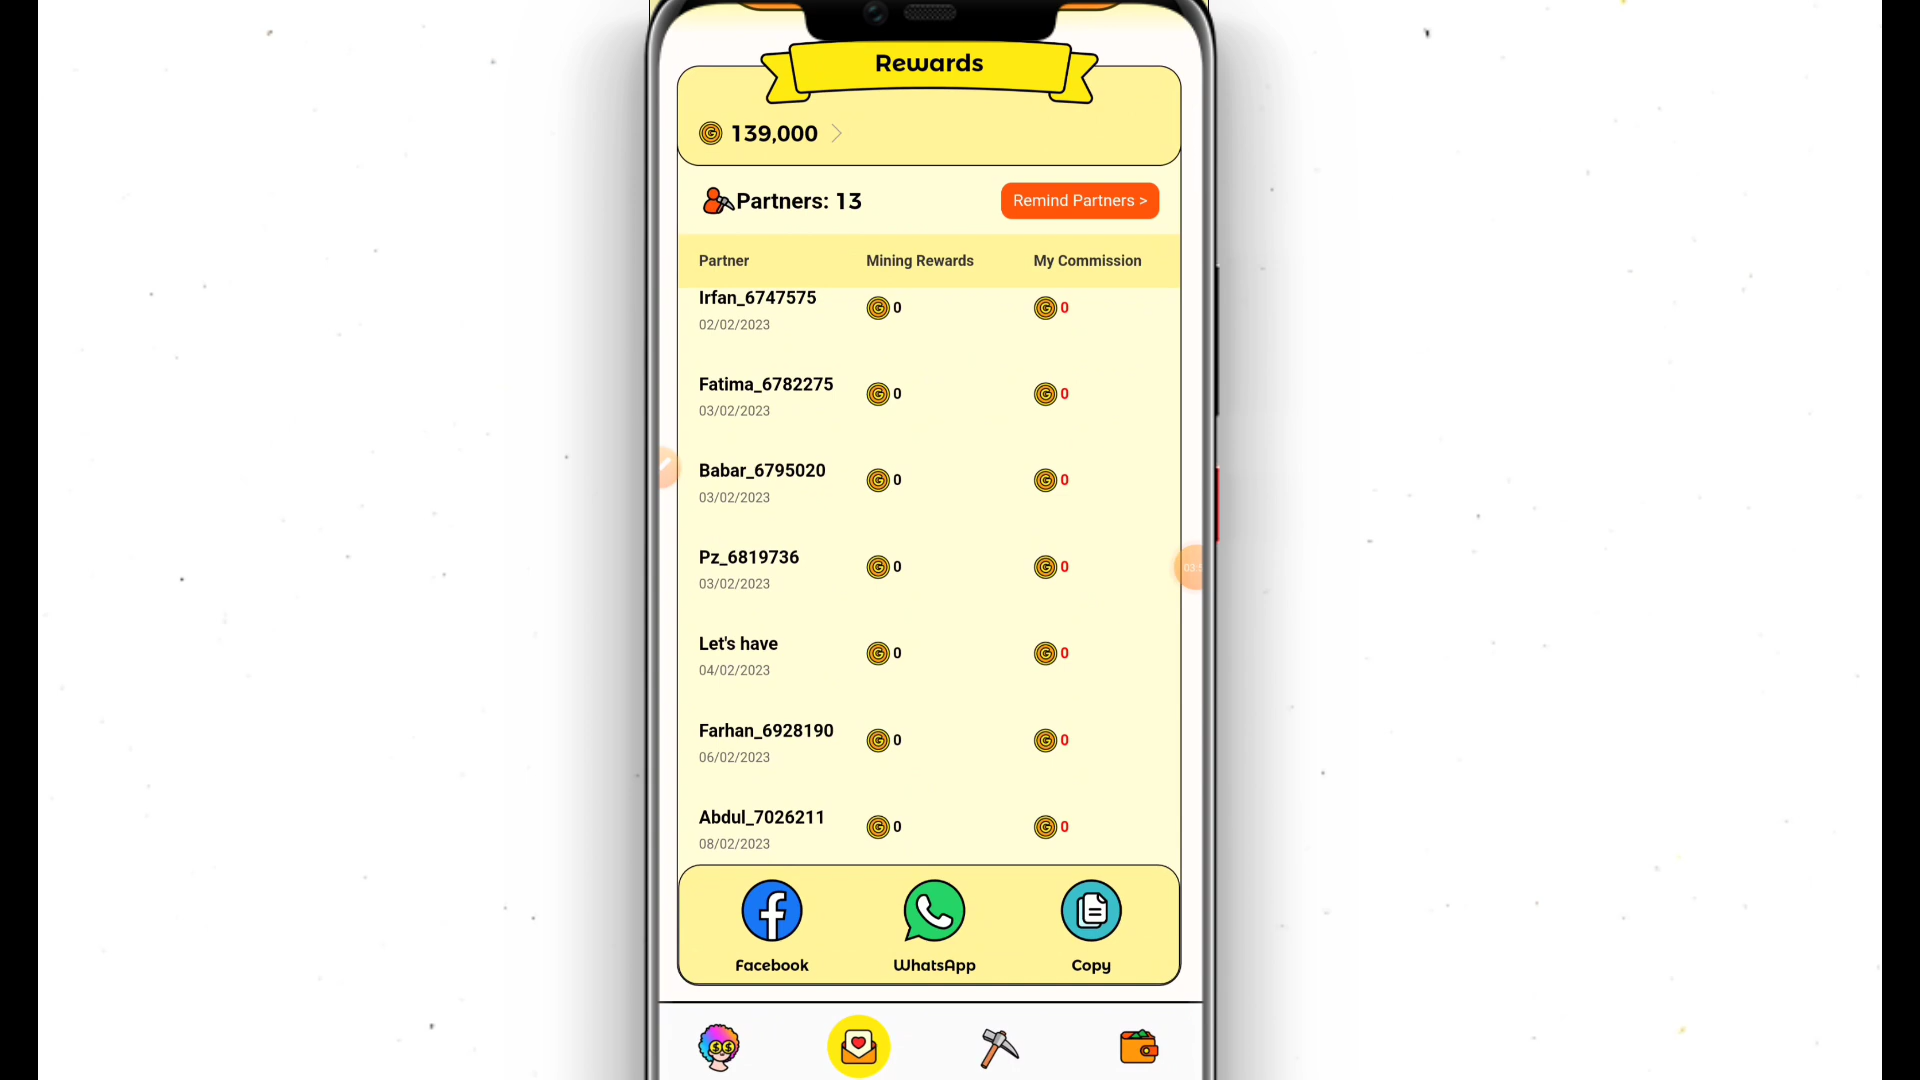 Rewards
139,000
Partners: 13
Remind Partners >
Partner Mining Rewards My Commission
Irfan_6747575 0 0
02/02/2023
Fatima_6782275 0 0
03/02/2023
Babar_6795020 0 0
03/02/2023
Pz_6819736 0 0
03/02/2023
Let's have 0 0
04/02/2023
Farhan_6928190 0 0
06/02/2023
Abdul_7026211 0 0
08/02/2023
Facebook WhatsApp Copy